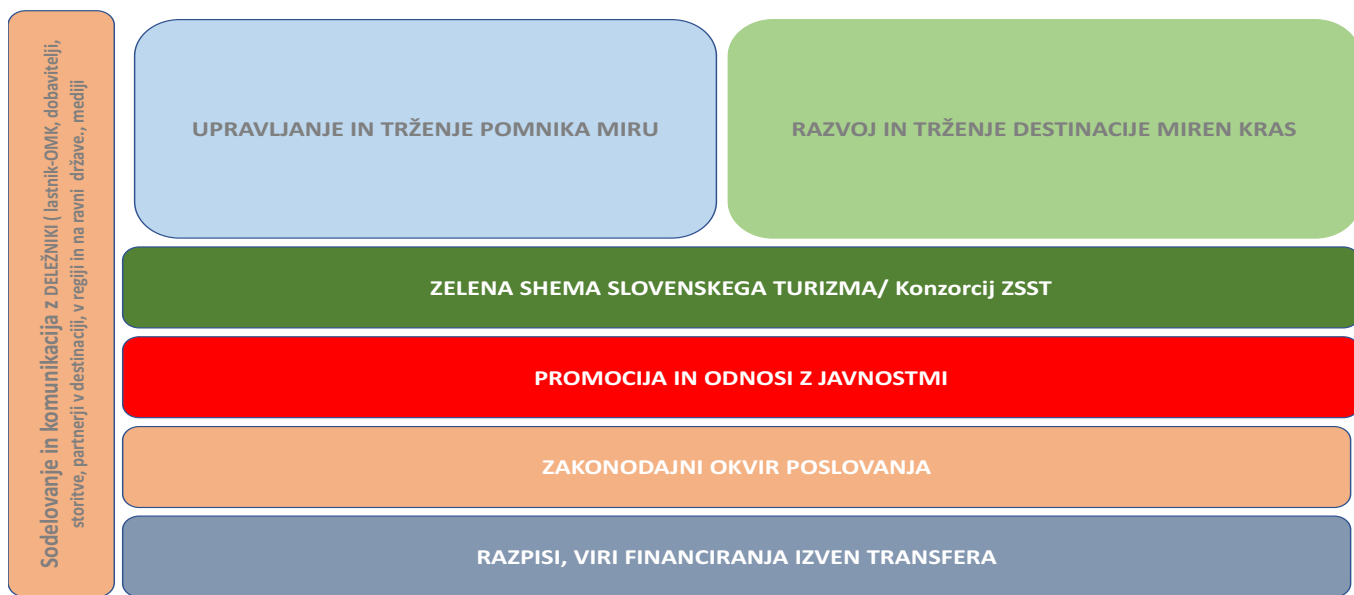 Sodelovanje in komunikacija z DELEŽNIKI ( lastnik-OMK, dobavitelji,
storitve, partnerji v destinaciji, v regiji in na ravni države., mediji
UPRAVLJANJE IN TRŽENJE POMNIKA MIRU
RAZVOJ IN TRŽENJE DESTINACIJE MIREN KRAS
ZELENA SHEMA SLOVENSKEGA TURIZMA/ Konzorcij ZSST
PROMOCIJA IN ODNOSI Z JAVNOSTMI
ZAKONODAJNI OKVIR POSLOVANJA
RAZPISI, VIRI FINANCIRANJA IZVEN TRANSFERA